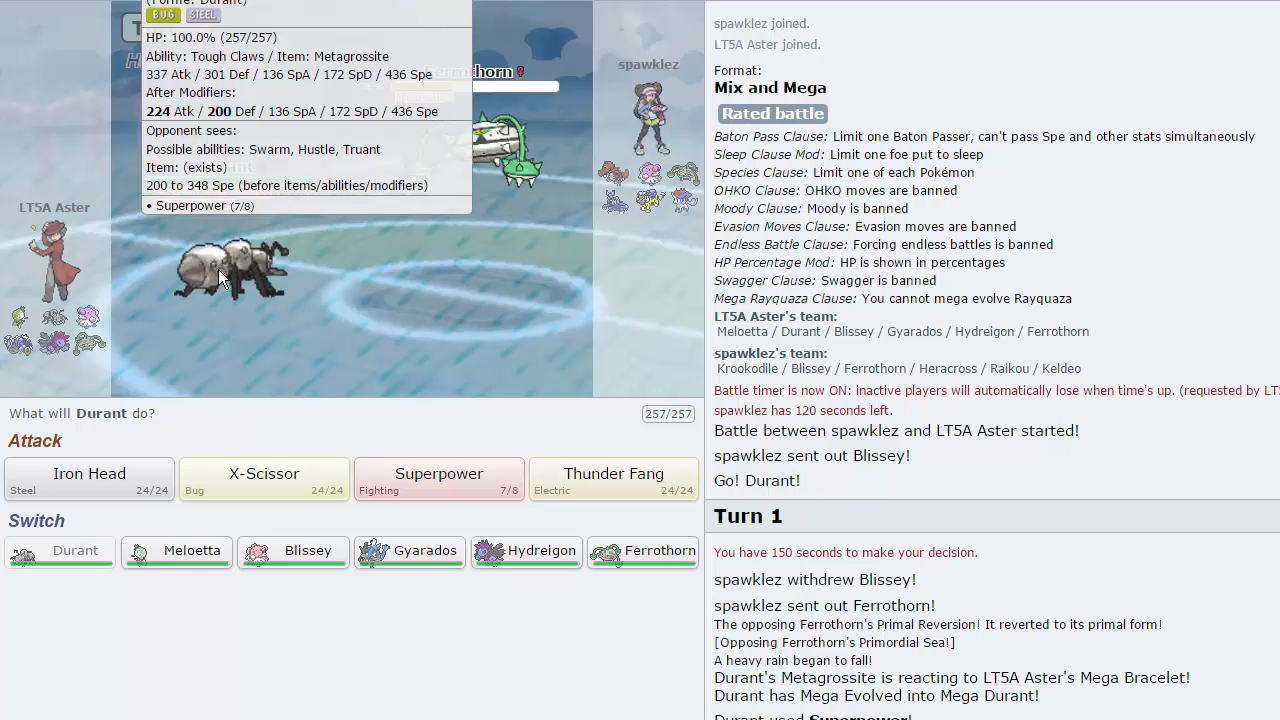 (Forme: Durant)
BUG STEEL
HP: 100.0% (257/257)
Ability: Tough Claws / Item: Metagrossite
337 Atk / 301 Def / 136 SpA / 172 SpD / 436 Spe
After Modifiers:
224 Atk / 200 Def / 136 SpA / 172 SpD / 436 Spe
Opponent sees:
Possible abilities: Swarm, Hustle, Truant
Item: (exists)
200 to 348 Spe (before items/abilities/modifiers)
• Superpower (7/8)
spawklez
LT5A Aster
What will Durant do?
257/257
Attack
Iron Head
Steel 24/24
X-Scissor
Bug 24/24
Superpower
Fighting 7/8
Thunder Fang
Electric 24/24
Switch
Durant
Meloetta
Blissey
Gyarados
Hydreigon
Ferrothorn
spawklez joined.
LT5A Aster joined.
Format:
Mix and Mega
Rated battle
Baton Pass Clause: Limit one Baton Passer, can't pass Spe and other stats simultaneously
Sleep Clause Mod: Limit one foe put to sleep
Species Clause: Limit one of each Pokémon
OHKO Clause: OHKO moves are banned
Moody Clause: Moody is banned
Evasion Moves Clause: Evasion moves are banned
Endless Battle Clause: Forcing endless battles is banned
HP Percentage Mod: HP is shown in percentages
Swagger Clause: Swagger is banned
Mega Rayquaza Clause: You cannot mega evolve Rayquaza
LT5A Aster's team:
Meloetta / Durant / Blissey / Gyarados / Hydreigon / Ferrothorn
spawklez's team:
Krookodile / Blissey / Ferrothorn / Heracross / Raikou / Keldeo
Battle timer is now ON: inactive players will automatically lose when time's up. (requested by LT5
spawklez has 120 seconds left.
Battle between spawklez and LT5A Aster started!
spawklez sent out Blissey!
Go! Durant!
Turn 1
You have 150 seconds to make your decision.
spawklez withdrew Blissey!
spawklez sent out Ferrothorn!
The opposing Ferrothorn's Primal Reversion! It reverted to its primal form!
[Opposing Ferrothorn's Primordial Sea!]
A heavy rain began to fall!
Durant's Metagrossite is reacting to LT5A Aster's Mega Bracelet!
Durant has Mega Evolved into Mega Durant!
Durant used Superpower!